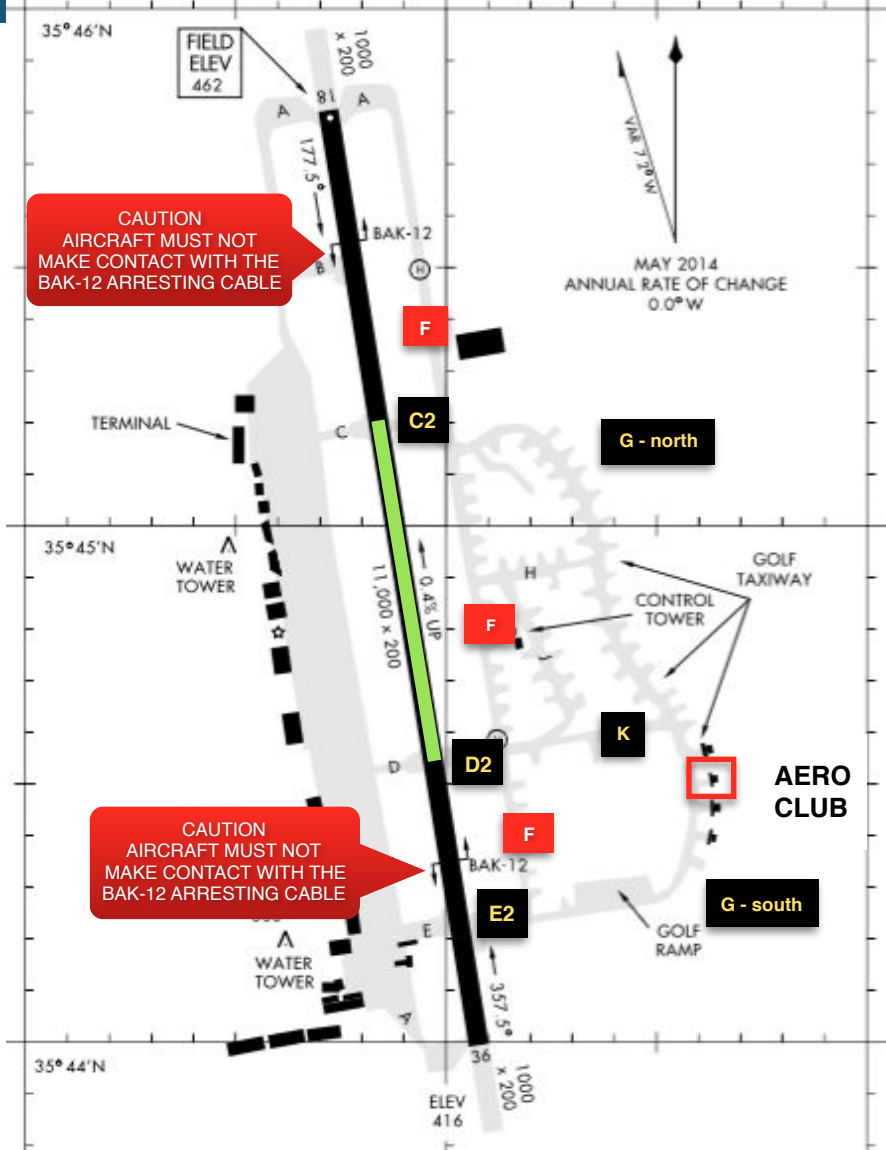 35° 46'N
FIELD
ELEV
462
1000
x 200
18
A
A
177.5°
VAR 7.2° W
CAUTION
AIRCRAFT MUST NOT
MAKE CONTACT WITH THE
BAK-12 ARRESTING CABLE
BAK-12
B
H
MAY 2014
ANNUAL RATE OF CHANGE
0.0° W
F
TERMINAL
C
C2
G - north
35° 45'N
WATER
TOWER
11,000 x 200
0.4% UP
H
GOLF
TAXIWAY
CONTROL
TOWER
F
J
K
D
D2
H
AERO
CLUB
CAUTION
AIRCRAFT MUST NOT
MAKE CONTACT WITH THE
BAK-12 ARRESTING CABLE
F
BAK-12
E
E2
G - south
WATER
TOWER
GOLF
RAMP
357.5°
A
35° 44'N
36
1000
x 200
ELEV
416